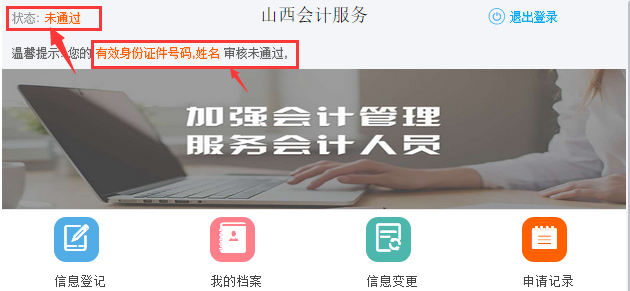 状态: 未通过 山西会计服务 退出登录
温馨提示:您的 有效身份证件号码,姓名 审核未通过,
加强会计管理
服务会计人员
信息登记 我的档案 信息变更 申请记录